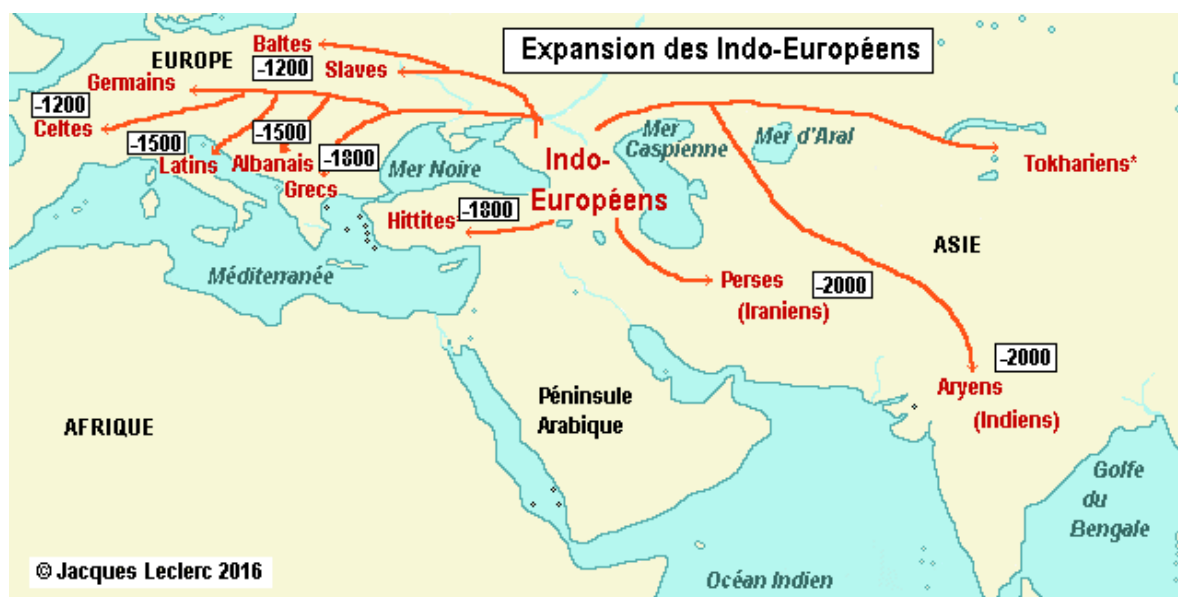 Expansion des Indo-Européens
EUROPE
Baltes
-1200
Slaves
Germains
-1200
Celtes
-1500
Latins
-1500
Albanais
-1800
Grecs
Mer Noire
Mer
Caspienne
Mer d'Aral
Tokhariens*
Indo-
Européens
Hittites
-1800
ASIE
Méditerranée
Perses
(Iraniens)
-2000
-2000
Aryens
(Indiens)
Péninsule
Arabique
AFRIQUE
Golfe
du
Bengale
Océan Indien
© Jacques Leclerc 2016